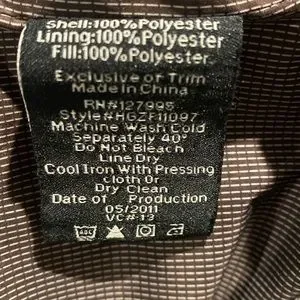 Shell:100% Polyester
Lining:100% Polyester
Fill:100% Polyester
Exclusive of Trim
Made in China
RN#127995
Style#HGZF11097
Machine Wash Cold
Separately 40°
Do Not Bleach
Line Dry
Cool Iron With Pressing
cloth Or
Dry Clean
Date of Production
05/2011
VC#-13